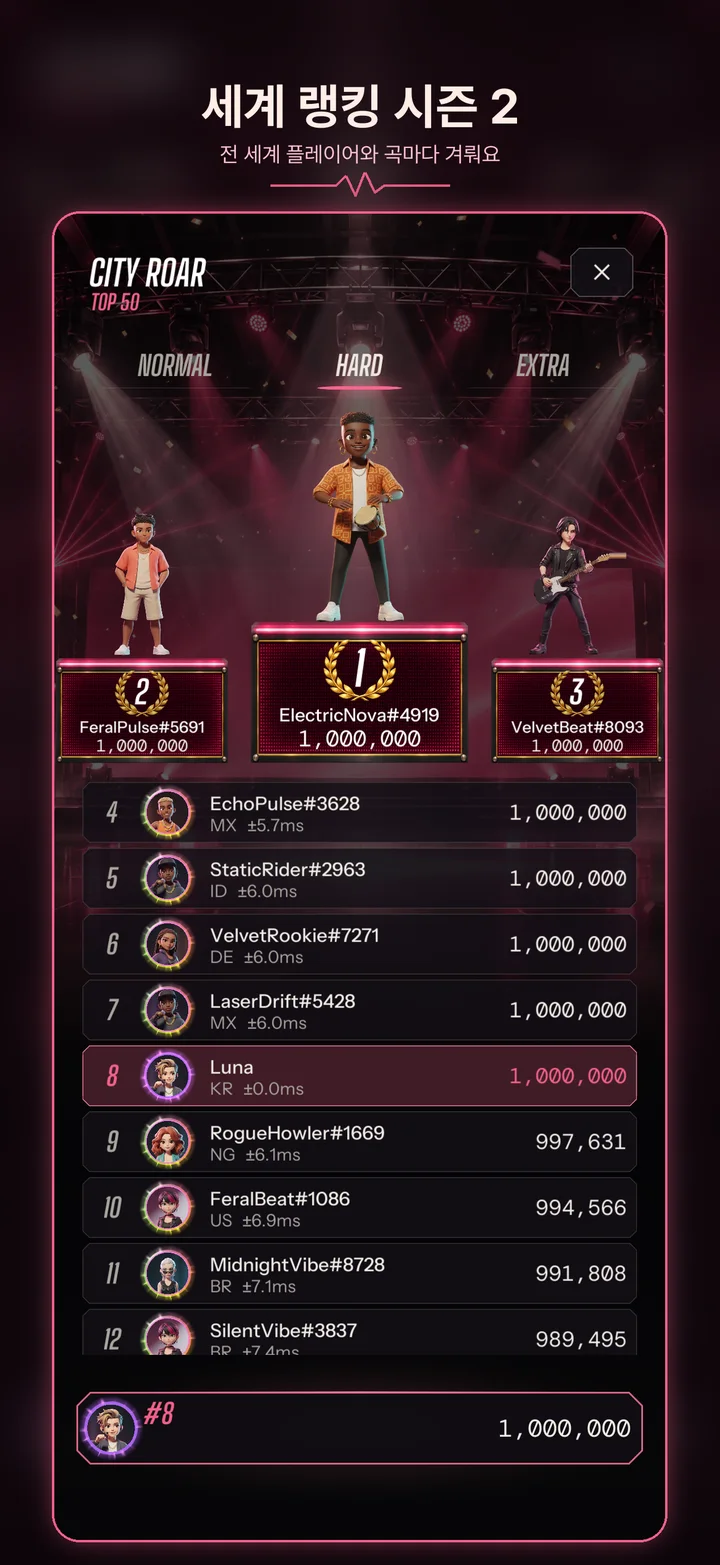 세계 랭킹 시즌 2
전 세계 플레이어와 곡마다 겨뤄요
CITY ROAR
TOP 50
NORMAL HARD EXTRA
1
ElectricNova#4919
1,000,000
2
FeralPulse#5691
1,000,000
3
VelvetBeat#8093
1,000,000
4 EchoPulse#3628 1,000,000
MX ±5.7ms
5 StaticRider#2963 1,000,000
ID ±6.0ms
6 VelvetRookie#7271 1,000,000
DE ±6.0ms
7 LaserDrift#5428 1,000,000
MX ±6.0ms
8 Luna 1,000,000
KR ±0.0ms
9 RogueHowler#1669 997,631
NG ±6.1ms
10 FeralBeat#1086 994,566
US ±6.9ms
11 MidnightVibe#8728 991,808
BR ±7.1ms
12 SilentVibe#3837 989,495
BR ±7.4ms
#8 1,000,000